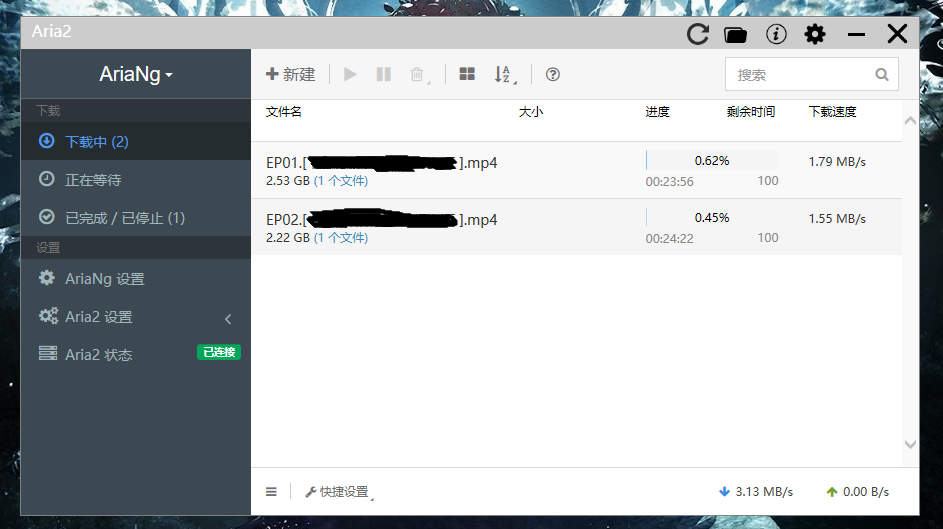 Aria2
AriaNg
下载
下载中 (2)
正在等待
已完成 / 已停止 (1)
设置
AriaNg 设置
Aria2 设置
Aria2 状态 已连接
新建
搜索
文件名 大小 进度 剩余时间 下载速度
EP01.[ ].mp4 0.62% 1.79 MB/s
2.53 GB (1 个文件) 00:23:56 100
EP02.[ ].mp4 0.45% 1.55 MB/s
2.22 GB (1 个文件) 00:24:22 100
快捷设置 3.13 MB/s 0.00 B/s